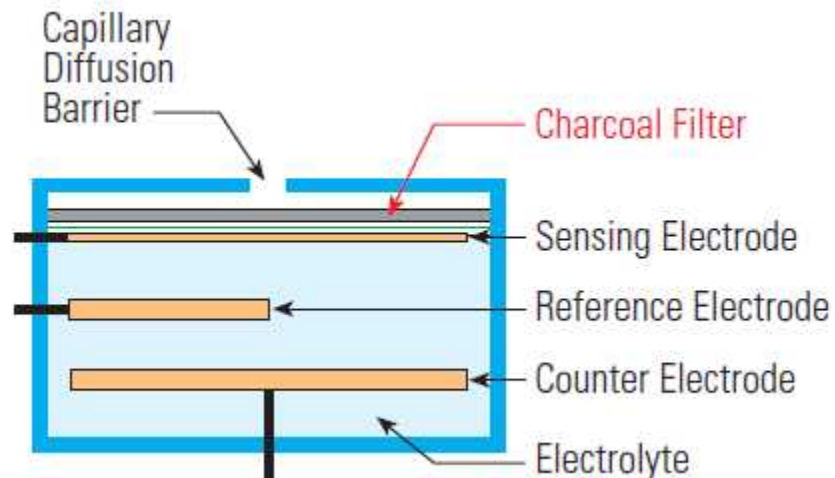 Capillary
Diffusion
Barrier
Charcoal Filter
Sensing Electrode
Reference Electrode
Counter Electrode
Electrolyte